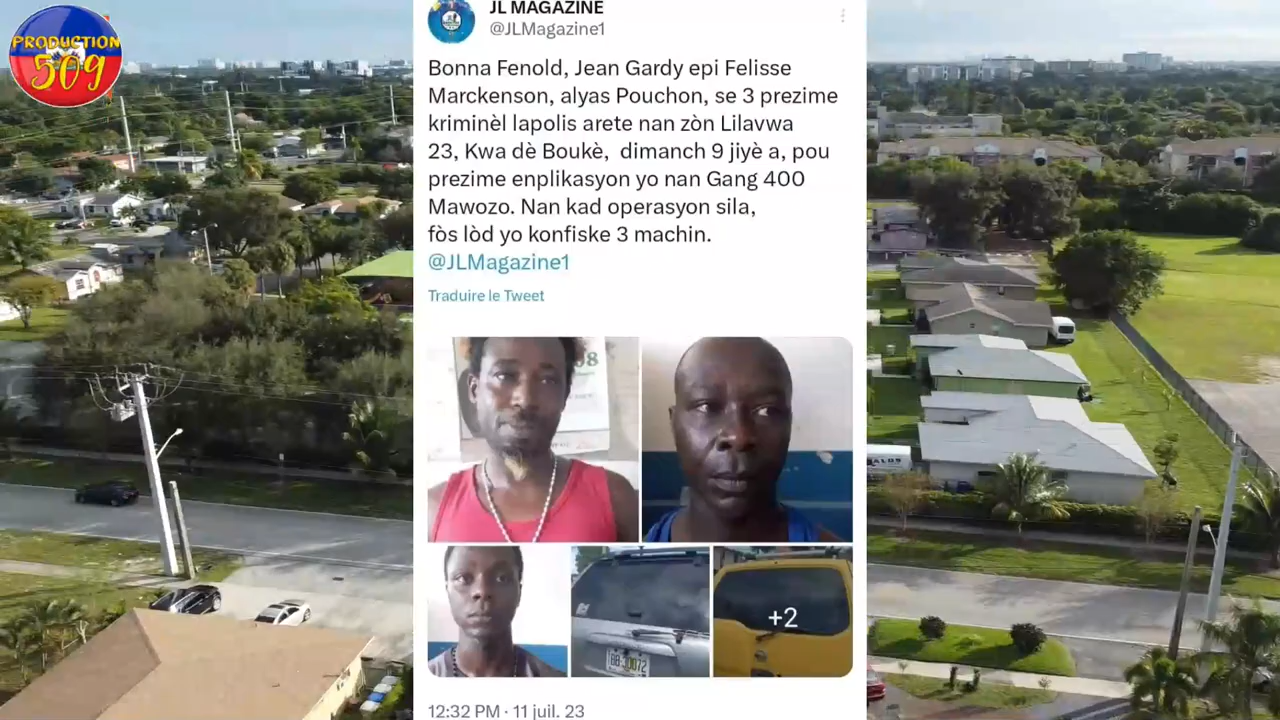 PRODUCTION
509
JL MAGAZINE
@JLMagazine1
Bonna Fenold, Jean Gardy epi Felisse
Marckenson, alyas Pouchon, se 3 prezime
kriminèl lapolis arete nan zòn Lilavwa
23, Kwa dè Boukè, dimanch 9 jiyè a, pou
prezime enplikasyon yo nan Gang 400
Mawozo. Nan kad operasyon sila,
fòs lòd yo konfiske 3 machin.
@JLMagazine1
Traduire le Tweet
+2
12:32 PM · 11 juil. 23